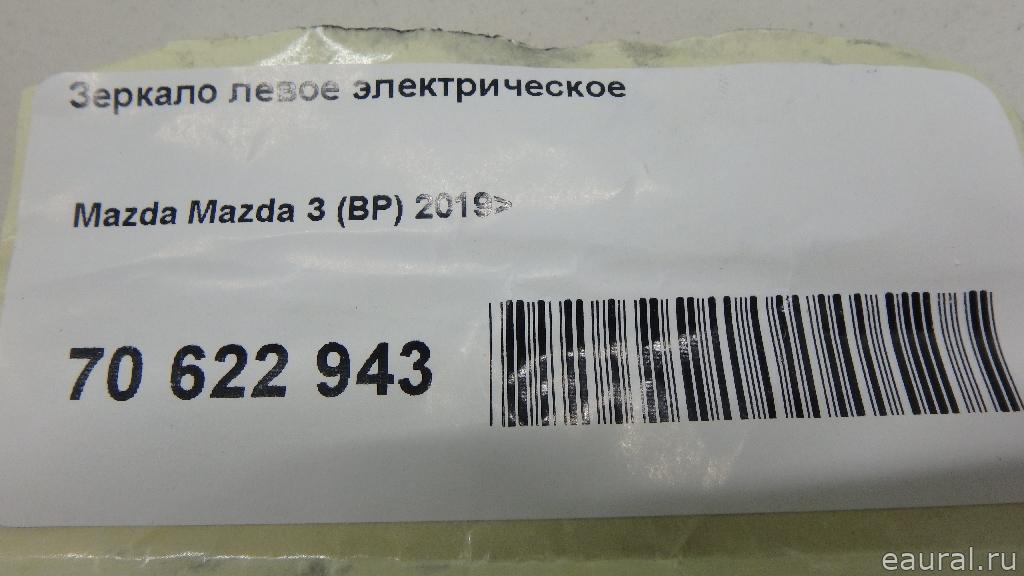 Зеркало левое электрическое
Mazda Mazda 3 (BP) 2019>
70 622 943
eaural.ru